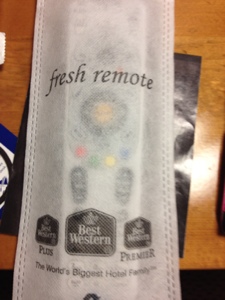 fresh remote
Best
Western
PLUS
Best
Western
Best
Western
PREMIER
The World's Biggest Hotel Family